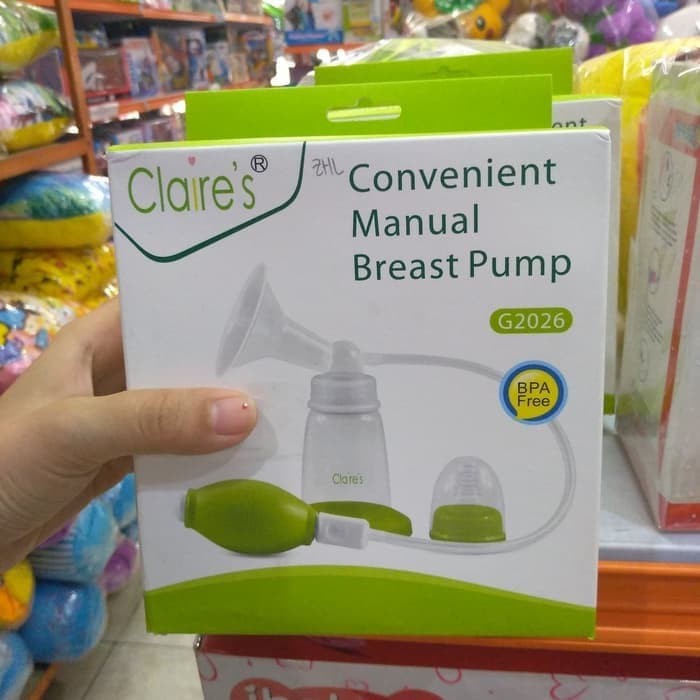 Claire's®
ZHL
Convenient
Manual
Breast Pump
G2026
BPA
Free
Claire's